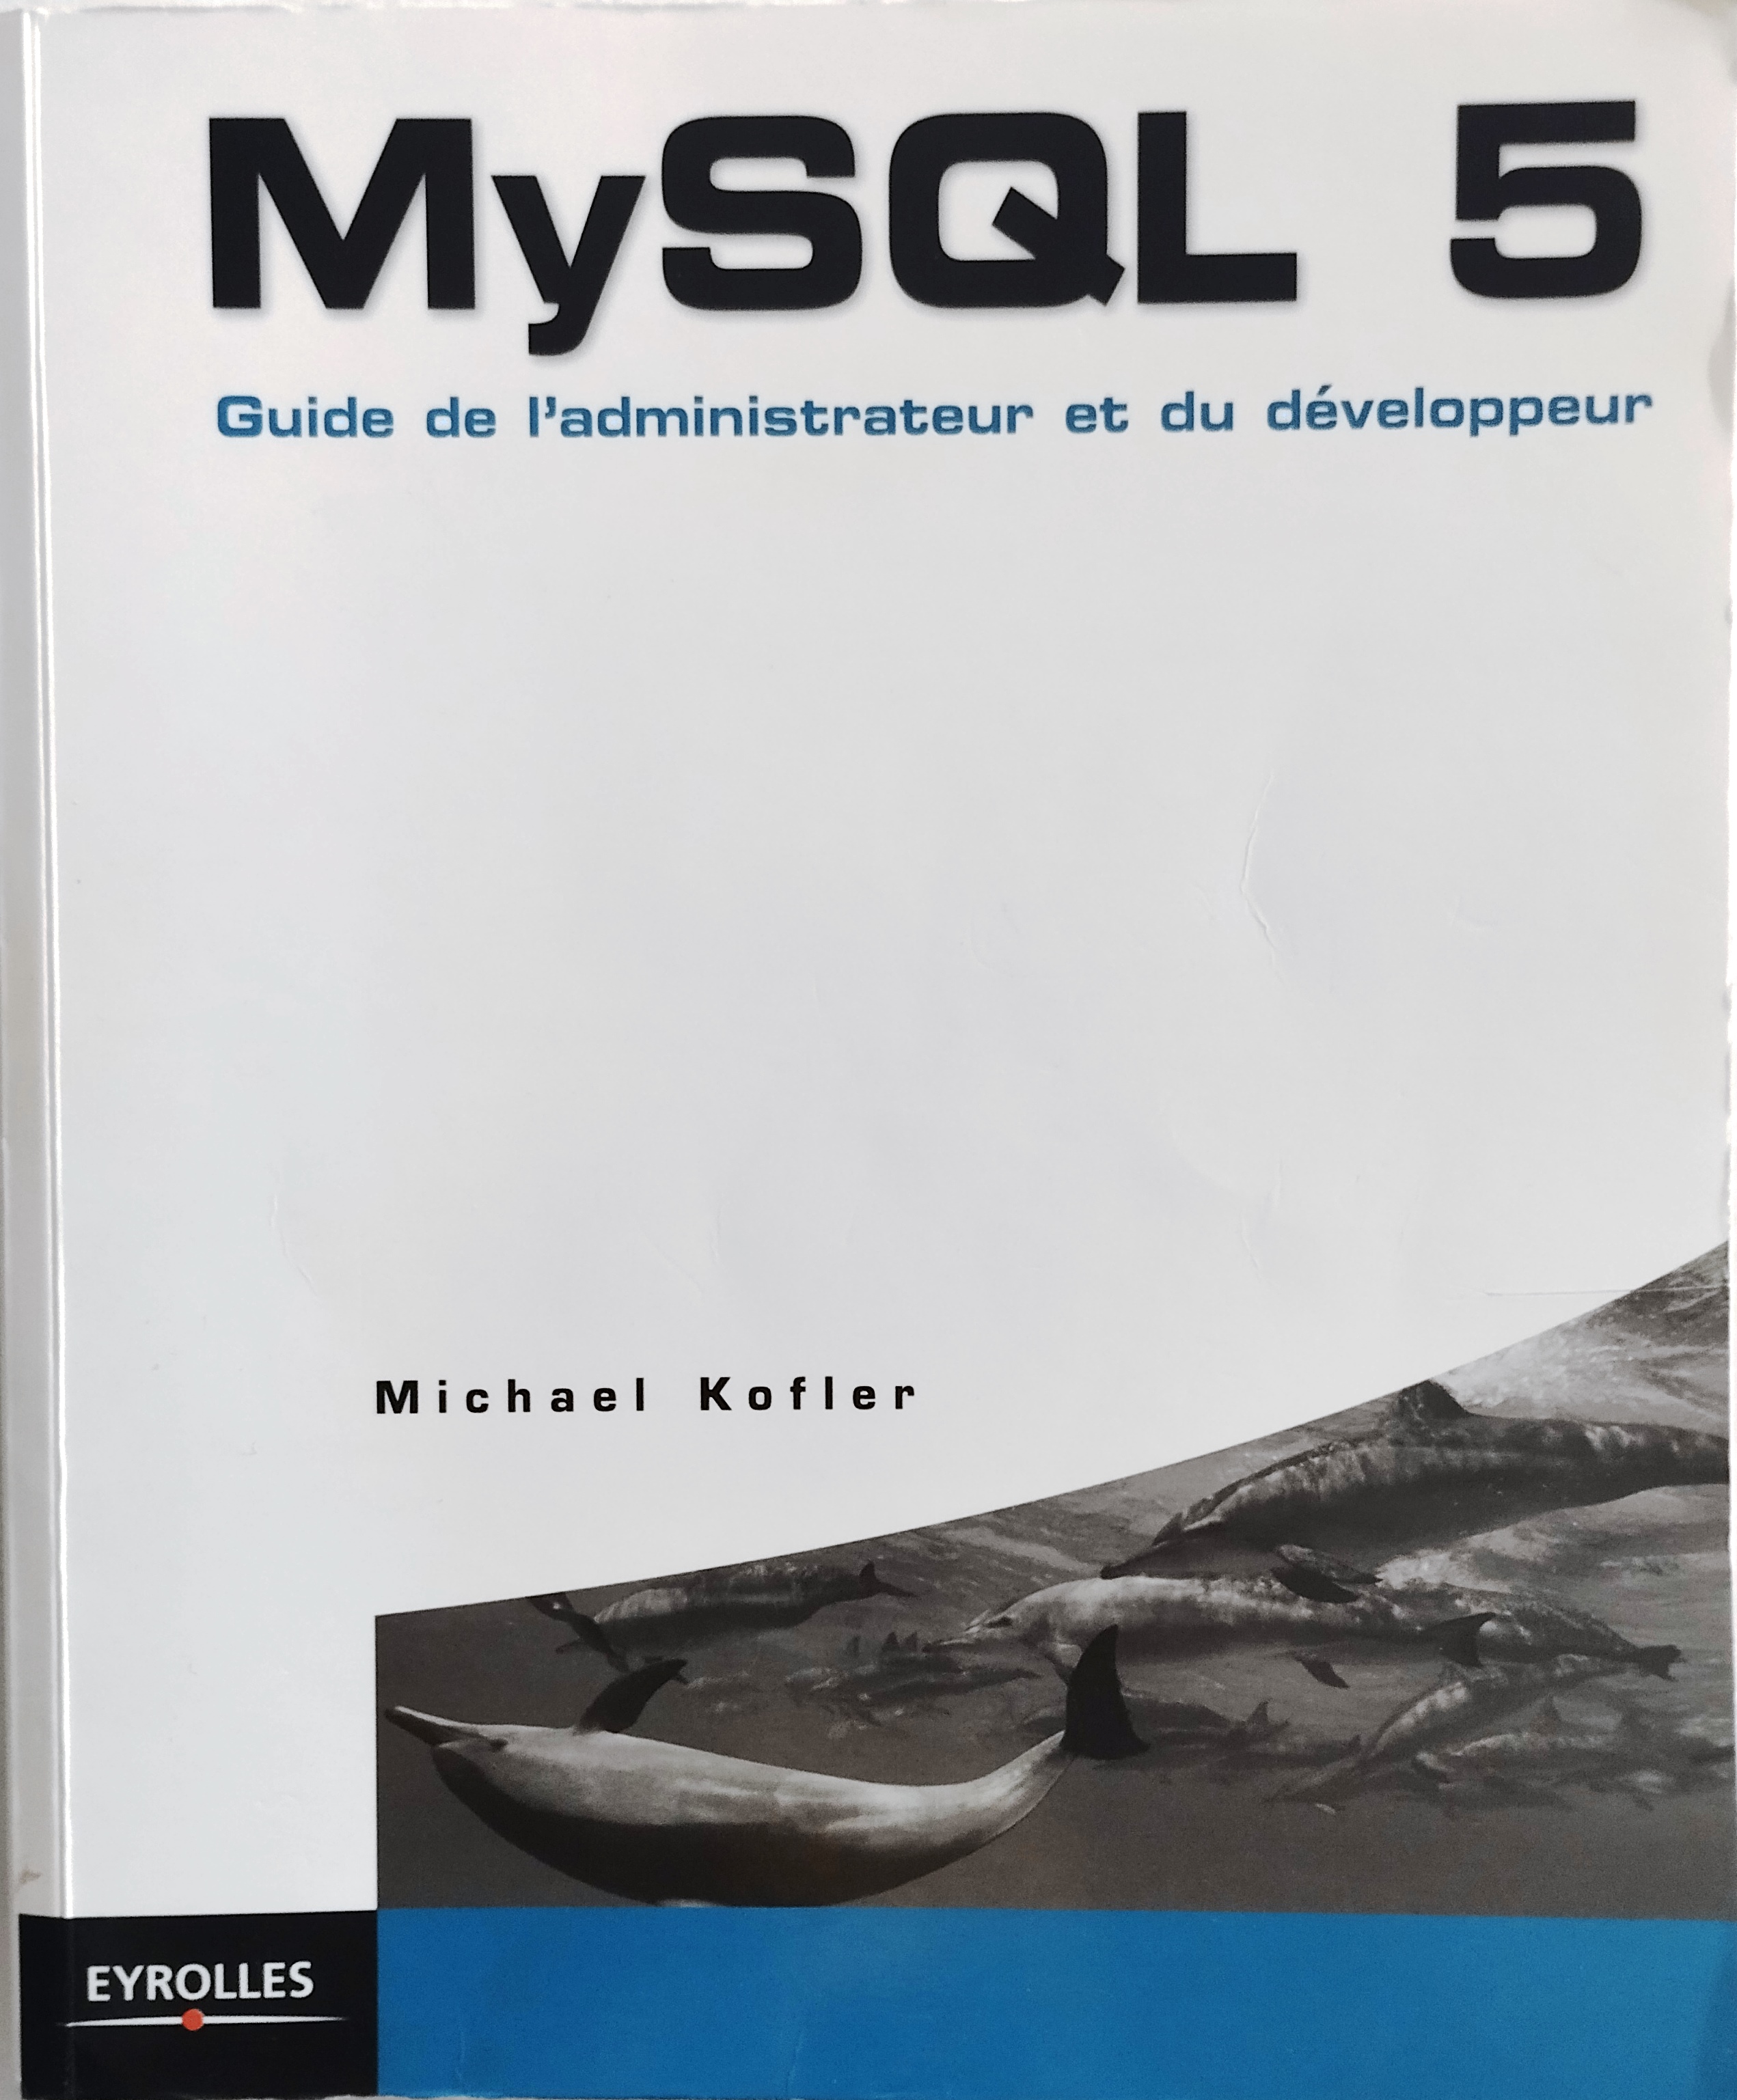 MySQL 5
Guide de l'administrateur et du développeur
Michael Kofler
EYROLLES